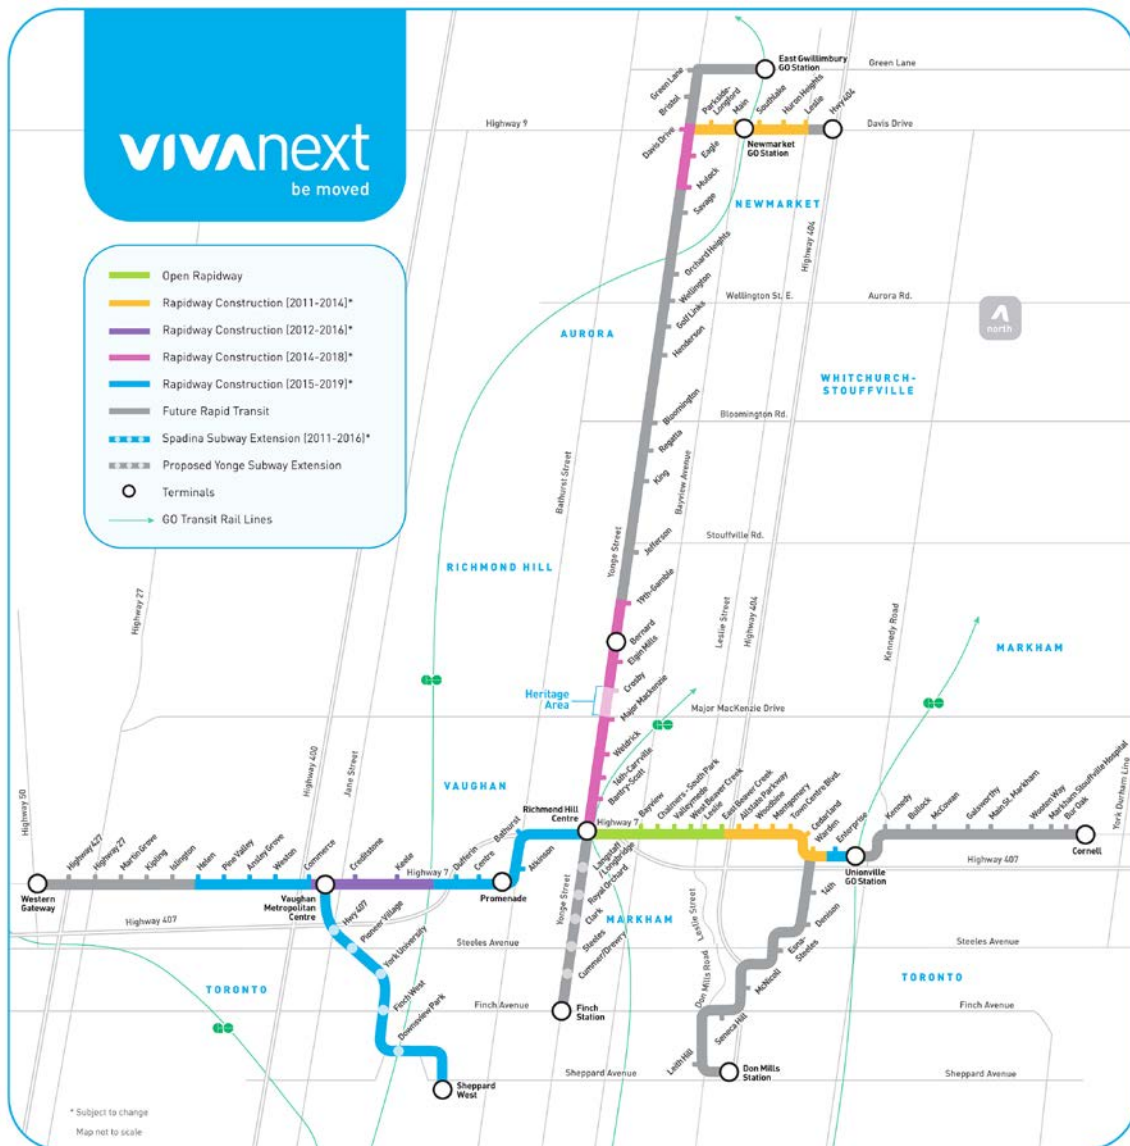 vivanext
be moved
Open Rapidway
Rapidway Construction (2011-2014)*
Rapidway Construction (2012-2016)*
Rapidway Construction (2014-2018)*
Rapidway Construction (2015-2019)*
Future Rapid Transit
Spadina Subway Extension (2011-2016)*
Proposed Yonge Subway Extension
Terminals
GO Transit Rail Lines
East Gwillimbury
GO Station
Green Lane
Green Lane
Bristol
Parkside-
Longford
Main
Southlake
Huron Heights
Leslie
Hwy 404
Highway 9
Davis Drive
Davis Drive
Newmarket
GO Station
Eagle
Mulock
Savage
NEWMARKET
Highway 404
Orchard Heights
Wellington
Golf Links
Henderson
Wellington St. E.
Aurora Rd.
north
AURORA
WHITCHURCH-
STOUFFVILLE
Bloomington
Bloomington Rd.
Regatta
King
Bathurst Street
Bayview Avenue
Yonge Street
Jefferson
Stouffville Rd.
RICHMOND HILL
19th-Gamble
Highway 27
Leslie Street
Highway 404
Kennedy Road
Bernard
Elgin Mills
MARKHAM
Crosby
Heritage
Area
Major Mackenzie
Major MacKenzie Drive
Weldrick
16th-Carrville
Bantry-Scott
Highway 50
Highway 400
Jane Street
VAUGHAN
Richmond Hill
Centre
Highway 7
Bayview
Chalmers - South Park
Valleymede
West Beaver Creek
Leslie
East Beaver Creek
Allstate Parkway
Woodbine
Montgomery
Town Centre Blvd.
Cedarland
Warden
Enterprise
Kennedy
Bullock
McCowan
Galsworthy
Main St. Markham
Wooten Way
Markham Stouffville Hospital
Bur Oak
York Durham Line
Cornell
Highway 407
Unionville
GO Station
Highway 427
Highway 27
Martin Grove
Kipling
Islington
Helen
Pine Valley
Ansley Grove
Weston
Commerce
Creditstone
Keele
Highway 7
Dufferin
Centre
Bathurst
Atkinson
Promenade
Western
Gateway
Vaughan
Metropolitan
Centre
Highway 407
Langstaff
/ Longbridge
Royal Orchard
Clark
Steeles
Cummer/Drewry
Yonge Street
MARKHAM
Leslie Street
Don Mills Road
14th
Denison
Esna-
Steeles
McNicoll
Seneca Hill
Leith Hill
Hwy 407
Pioneer Village
York University
Finch West
Downsview Park
Steeles Avenue
Steeles Avenue
TORONTO
TORONTO
Finch Avenue
Finch Avenue
Finch
Station
Don Mills
Station
Sheppard
West
Sheppard Avenue
Sheppard Avenue
* Subject to change
Map not to scale